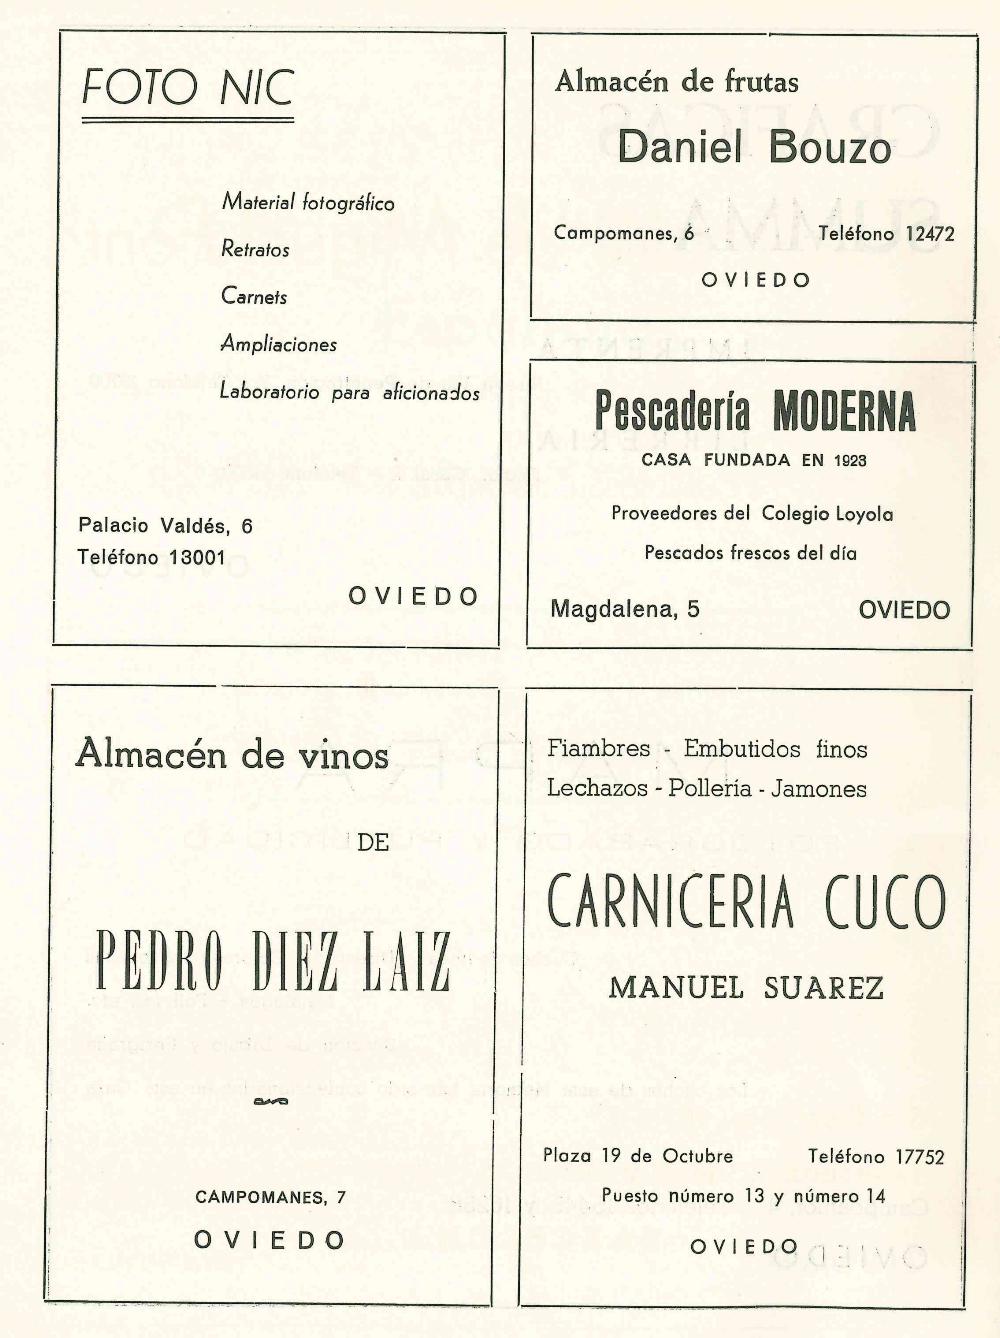 FOTO NIC
Material fotográfico
Retratos
Carnets
Ampliaciones
Laboratorio para aficionados
Palacio Valdés, 6
Teléfono 13001
OVIEDO
Almacén de frutas
Daniel Bouzo
Campomanes, 6 Teléfono 12472
OVIEDO
Pescadería MODERNA
CASA FUNDADA EN 1923
Proveedores del Colegio Loyola
Pescados frescos del día
Magdalena, 5 OVIEDO
Almacén de vinos
DE
PEDRO DIEZ LAIZ
CAMPOMANES, 7
OVIEDO
Fiambres - Embutidos finos
Lechazos - Pollería - Jamones
CARNICERIA CUCO
MANUEL SUAREZ
Plaza 19 de Octubre Teléfono 17752
Puesto número 13 y número 14
OVIEDO